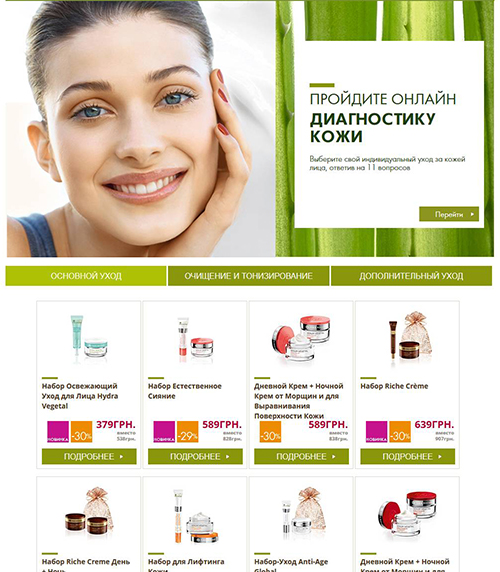 ПРОЙДИТЕ ОНЛАЙН
ДИАГНОСТИКУ
КОЖИ
Выберите свой индивидуальный уход за кожей
лица, ответив на 11 вопросов
Перейти
ОСНОВНОЙ УХОД
ОЧИЩЕНИЕ И ТОНИЗИРОВАНИЕ
ДОПОЛНИТЕЛЬНЫЙ УХОД
Набор Освежающий
Уход для Лица Hydra
Vegetal
НОВИНКА
-30%
379ГРН.
вместо
538грн.
ПОДРОБНЕЕ
Набор Естественное
Сияние
НОВИНКА
-29%
589ГРН.
вместо
828грн.
ПОДРОБНЕЕ
Дневной Крем + Ночной
Крем от Морщин и для
Выравнивания
Поверхности Кожи
-30%
589ГРН.
вместо
838грн.
ПОДРОБНЕЕ
Набор Riche Crème
НОВИНКА
-30%
639ГРН.
вместо
907грн.
ПОДРОБНЕЕ
Набор Riche Creme День
+ Ночь
Набор для Лифтинга
Кожи
Набор-Уход Anti-Age
Global
Дневной Крем + Ночной
Крем от Морщин и для